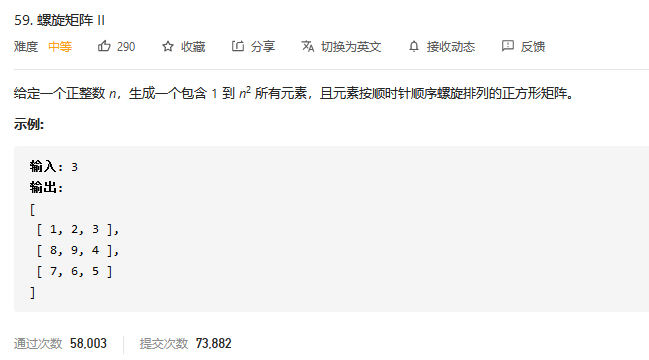 59. 螺旋矩阵 II
难度 中等 290 收藏 分享 切换为英文 接收动态 反馈
给定一个正整数 n，生成一个包含 1 到 n² 所有元素，且元素按顺时针顺序螺旋排列的正方形矩阵。
示例:
输入: 3
输出:
[
[ 1, 2, 3 ],
[ 8, 9, 4 ],
[ 7, 6, 5 ]
]
通过次数 58,003 提交次数 73,882